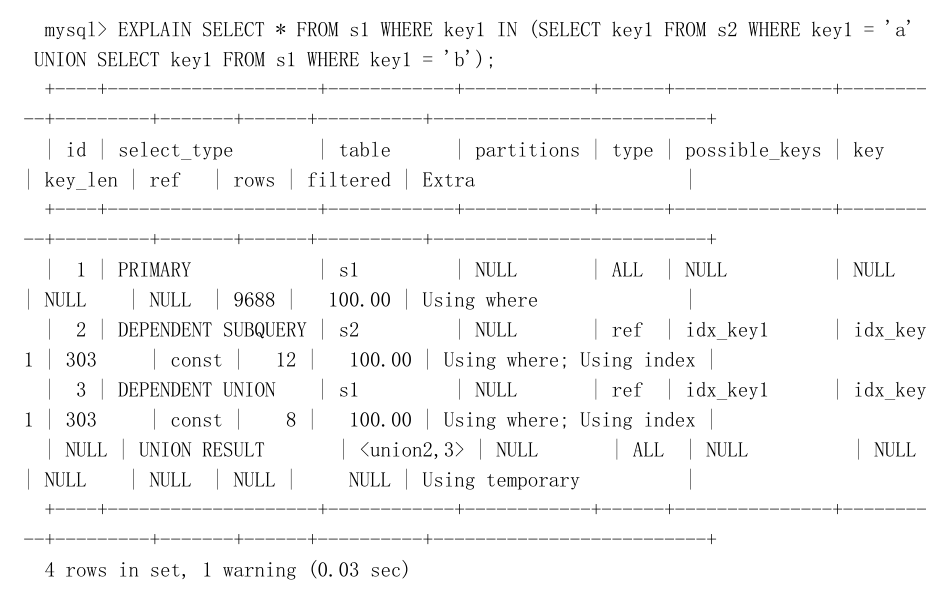 mysql> EXPLAIN SELECT * FROM s1 WHERE key1 IN (SELECT key1 FROM s2 WHERE key1 = 'a'
UNION SELECT key1 FROM s1 WHERE key1 = 'b');
+----+--------------------+------------+------------+------+---------------+--------
--+---------+-------+------+----------+--------------------------+
| id | select_type | table | partitions | type | possible_keys | key
| key_len | ref | rows | filtered | Extra |
+----+--------------------+------------+------------+------+---------------+--------
--+---------+-------+------+----------+--------------------------+
| 1 | PRIMARY | s1 | NULL | ALL | NULL | NULL
| NULL | NULL | 9688 | 100.00 | Using where |
| 2 | DEPENDENT SUBQUERY | s2 | NULL | ref | idx_key1 | idx_key
1 | 303 | const | 12 | 100.00 | Using where; Using index |
| 3 | DEPENDENT UNION | s1 | NULL | ref | idx_key1 | idx_key
1 | 303 | const | 8 | 100.00 | Using where; Using index |
| NULL | UNION RESULT | <union2,3> | NULL | ALL | NULL | NULL
| NULL | NULL | NULL | NULL | Using temporary |
+----+--------------------+------------+------------+------+---------------+--------
--+---------+-------+------+----------+--------------------------+
4 rows in set, 1 warning (0.03 sec)